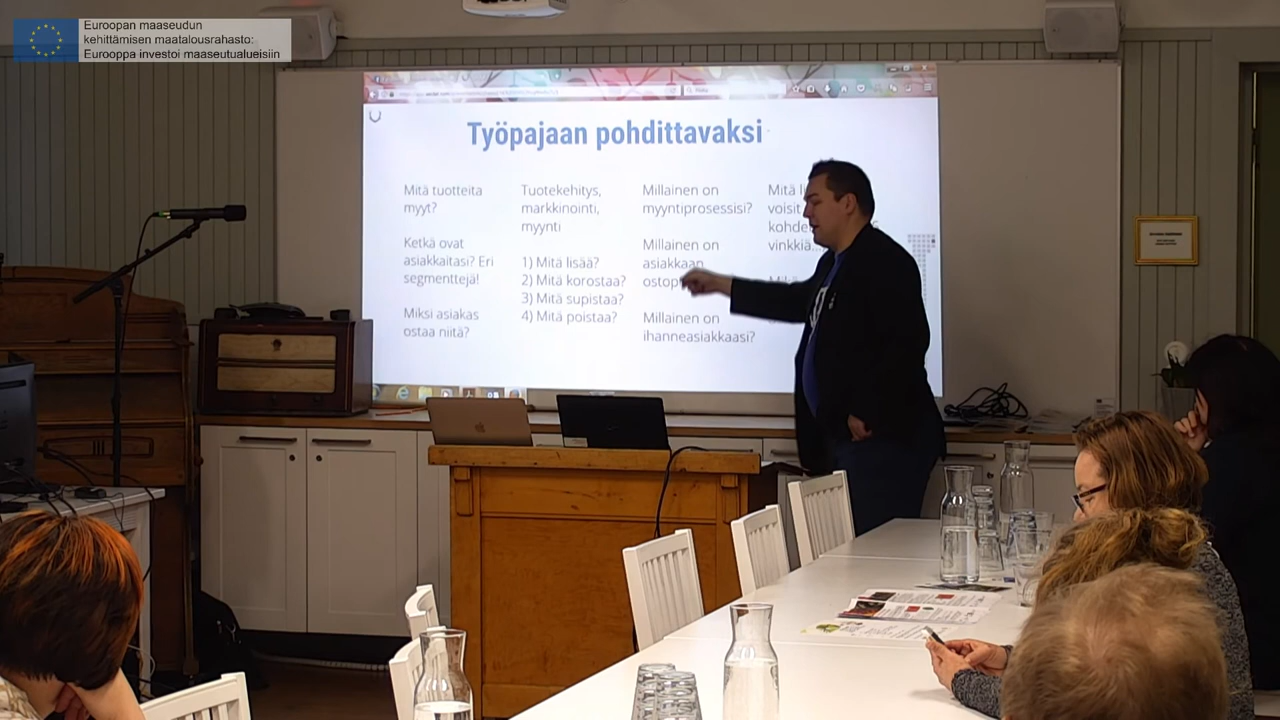 Euroopan maaseudun
kehittämisen maatalousrahasto:
Eurooppa investoi maaseutualueisiin
Työpajaan pohdittavaksi
Mitä tuotteita
myyt?
Ketkä ovat
asiakkaitasi? Eri
segmenttejä!
Miksi asiakas
ostaa niitä?
Tuotekehitys,
markkinointi,
myynti
1) Mitä lisää?
2) Mitä korostaa?
3) Mitä supistaa?
4) Mitä poistaa?
Millainen on
myyntiprosessisi?
Millainen on
asiakkaan
Millainen on
ihanneasiakkaasi?
Mitä
voisit
vinkkiä